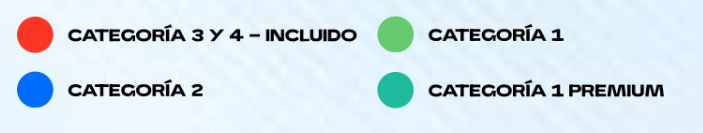 CATEGORÍA 3 Y 4 – INCLUIDO
CATEGORÍA 1
CATEGORÍA 2
CATEGORÍA 1 PREMIUM